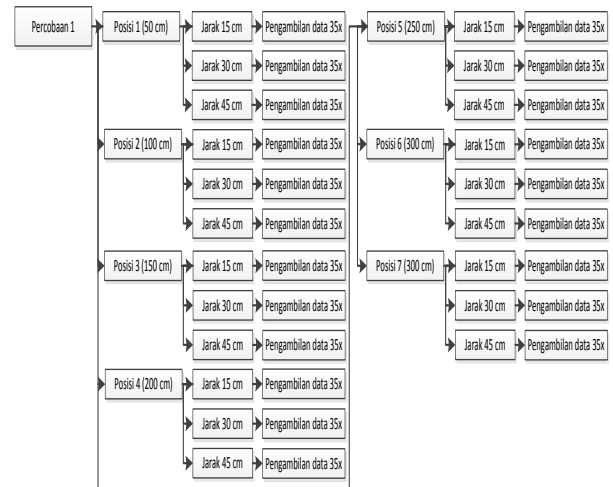 Percobaan 1
Posisi 1 (50 cm)
Jarak 15 cm
Pengambilan data 35x
Jarak 30 cm
Pengambilan data 35x
Jarak 45 cm
Pengambilan data 35x
Posisi 2 (100 cm)
Jarak 15 cm
Pengambilan data 35x
Jarak 30 cm
Pengambilan data 35x
Jarak 45 cm
Pengambilan data 35x
Posisi 3 (150 cm)
Jarak 15 cm
Pengambilan data 35x
Jarak 30 cm
Pengambilan data 35x
Jarak 45 cm
Pengambilan data 35x
Posisi 4 (200 cm)
Jarak 15 cm
Pengambilan data 35x
Jarak 30 cm
Pengambilan data 35x
Jarak 45 cm
Pengambilan data 35x
Posisi 5 (250 cm)
Jarak 15 cm
Pengambilan data 35x
Jarak 30 cm
Pengambilan data 35x
Jarak 45 cm
Pengambilan data 35x
Posisi 6 (300 cm)
Jarak 15 cm
Pengambilan data 35x
Jarak 30 cm
Pengambilan data 35x
Jarak 45 cm
Pengambilan data 35x
Posisi 7 (300 cm)
Jarak 15 cm
Pengambilan data 35x
Jarak 30 cm
Pengambilan data 35x
Jarak 45 cm
Pengambilan data 35x